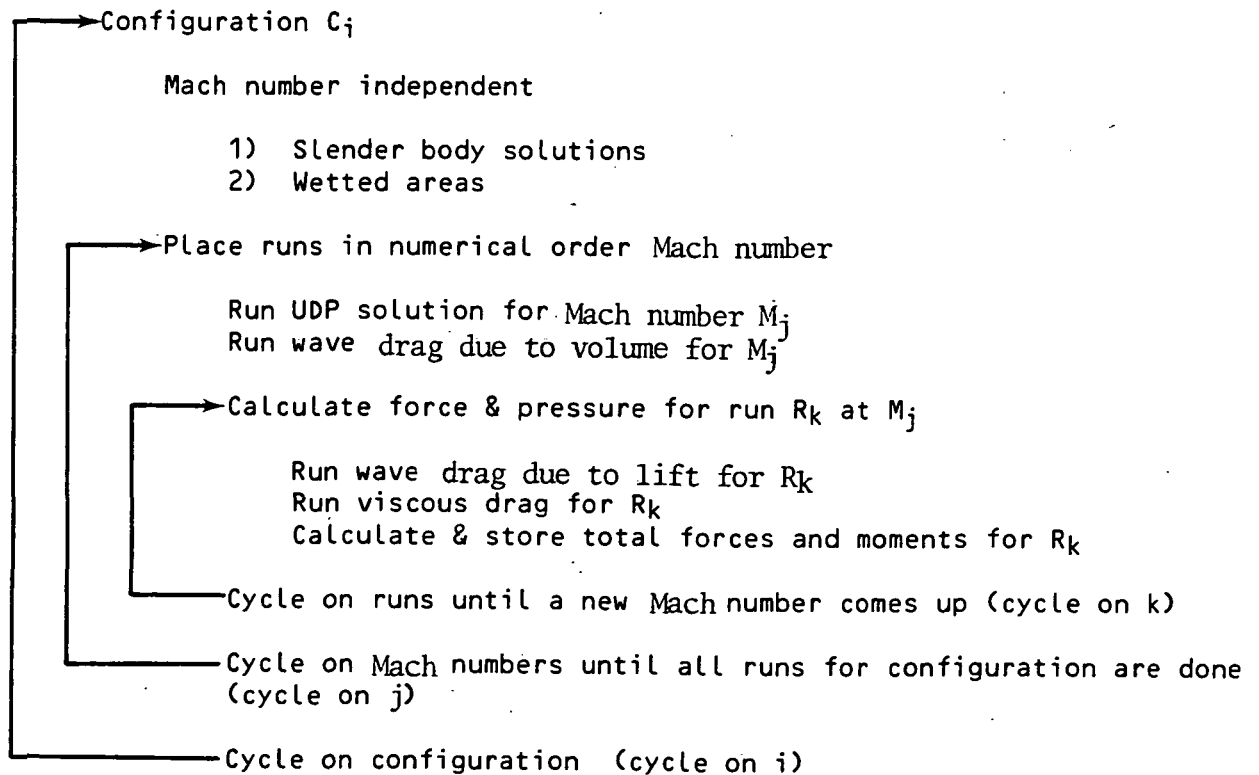 Configuration Ci
Mach number independent
1) Slender body solutions
2) Wetted areas
Place runs in numerical order Mach number
Run UDP solution for Mach number Mj
Run wave drag due to volume for Mj
Calculate force & pressure for run Rk at Mj
Run wave drag due to lift for Rk
Run viscous drag for Rk
Calculate & store total forces and moments for Rk
Cycle on runs until a new Mach number comes up (cycle on k)
Cycle on Mach numbers until all runs for configuration are done
(cycle on j)
Cycle on configuration (cycle on i)